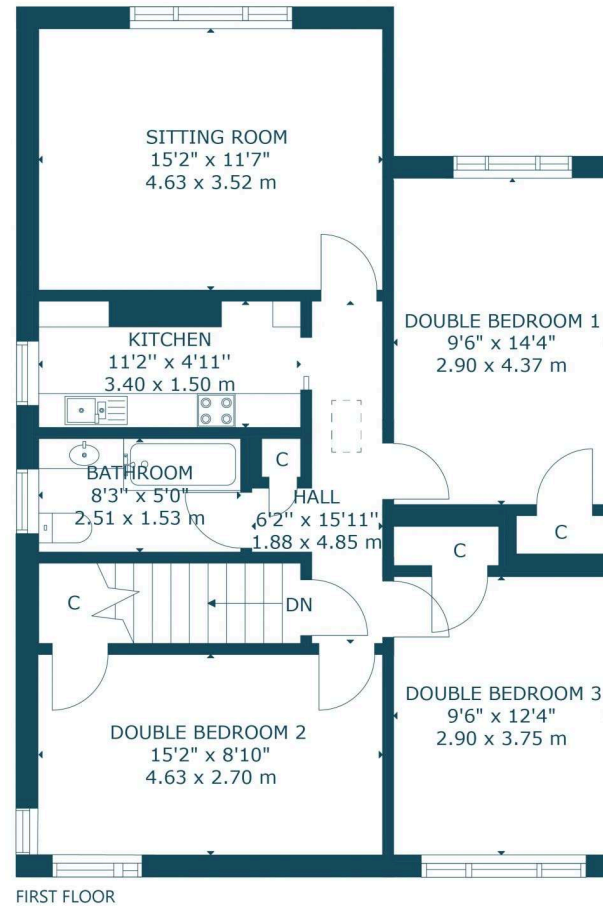 SITTING ROOM
15'2" x 11'7"
4.63 x 3.52 m
DOUBLE BEDROOM 1
9'6" x 14'4"
2.90 x 4.37 m
KITCHEN
11'2'' x 4'11''
3.40 x 1.50 m
BATHROOM
8'3" x 5'0"
2.51 x 1.53 m
C
HALL
6'2'' x 15'11''
1.88 x 4.85 m
C
C
C
DN
DOUBLE BEDROOM 2
15'2" x 8'10"
4.63 x 2.70 m
DOUBLE BEDROOM 3
9'6" x 12'4"
2.90 x 3.75 m
FIRST FLOOR